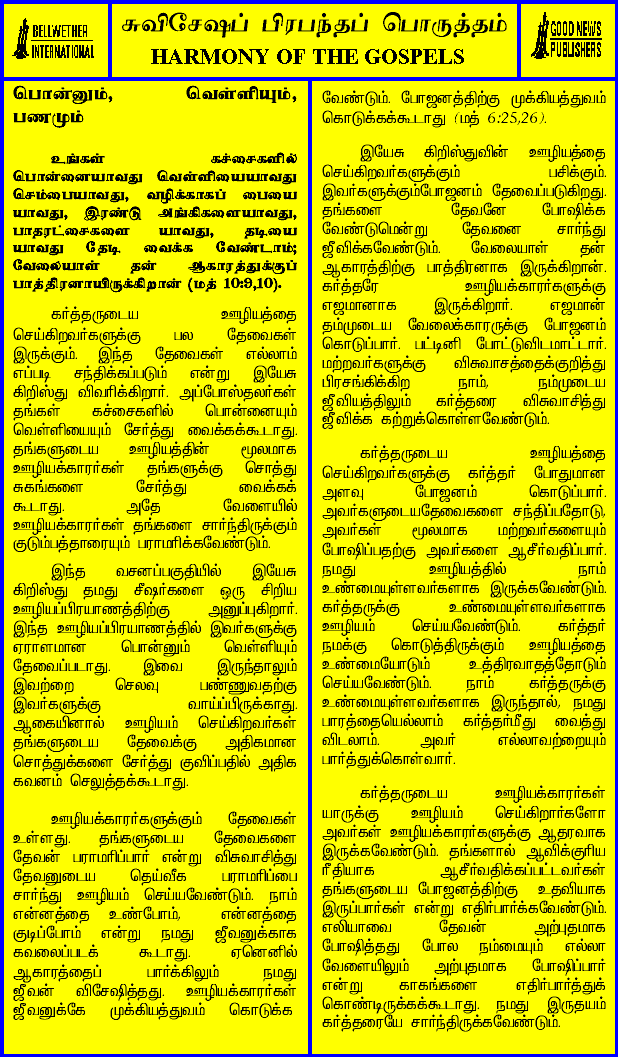 BELLWETHER
INTERNATIONAL
சுவிசேஷப் பிரபந்தப் பொருத்தம்
HARMONY OF THE GOSPELS
GOOD NEWS
PUBLISHERS
பொன்னும், வெள்ளியும்,
பணமும்
உங்கள் கச்சைகளில்
பொன்னையாவது வெள்ளியையாவது
செம்பையாவது, வழிக்காகப் பையை
யாவது, இரண்டு அங்கிகளையாவது,
பாதரட்சைகளை யாவது, தடியை
யாவது தேடி வைக்க வேண்டாம்;
வேலையாள் தன் ஆகாரத்துக்குப்
பாத்திரனாயிருக்கிறான் (மத் 10:9,10).
கர்த்தருடைய ஊழியத்தை
செய்கிறவர்களுக்கு பல தேவைகள்
இருக்கும். இந்த தேவைகள் எல்லாம்
எப்படி சந்திக்கப்படும் என்று இயேசு
கிறிஸ்து விவரிக்கிறார். அப்போஸ்தலர்கள்
தங்கள் கச்சைகளில் பொன்னையும்
வெள்ளியையும் சேர்த்து வைக்கக்கூடாது.
தங்களுடைய ஊழியத்தின் மூலமாக
ஊழியக்காரர்கள் தங்களுக்கு சொத்து
சுகங்களை சேர்த்து வைக்கக்
கூடாது. அதே வேளையில்
ஊழியக்காரர்கள் தங்களை சார்ந்திருக்கும்
குடும்பத்தாரையும் பராமரிக்கவேண்டும்.
இந்த வசனப்பகுதியில் இயேசு
கிறிஸ்து தமது சீஷர்களை ஒரு சிறிய
ஊழியப்பிரயாணத்திற்கு அனுப்புகிறார்.
இந்த ஊழியப்பிரயாணத்தில் இவர்களுக்கு
ஏராளமான பொன்னும் வெள்ளியும்
தேவைப்படாது. இவை இருந்தாலும்
இவற்றை செலவு பண்ணுவதற்கு
இவர்களுக்கு வாய்ப்பிருக்காது.
ஆகையினால் ஊழியம் செய்கிறவர்கள்
தங்களுடைய தேவைக்கு அதிகமான
சொத்துக்களை சேர்த்து குவிப்பதில் அதிக
கவனம் செலுத்தக்கூடாது.
ஊழியக்காரர்களுக்கும் தேவைகள்
உள்ளது. தங்களுடைய தேவைகளை
தேவன் பராமரிப்பார் என்று விசுவாசித்து
தேவனுடைய தெய்வீக பராமரிப்பை
சார்ந்து ஊழியம் செய்யவேண்டும். நாம்
என்னத்தை உண்போம், என்னத்தை
குடிப்போம் என்று நமது ஜீவனுக்காக
கவலைப்படக் கூடாது. ஏனெனில்
ஆகாரத்தைப் பார்க்கிலும் நமது
ஜீவன் விசேஷித்தது. ஊழியக்காரர்கள்
ஜீவனுக்கே முக்கியத்துவம் கொடுக்க
வேண்டும். போஜனத்திற்கு முக்கியத்துவம்
கொடுக்கக்கூடாது (மத் 6:25,26).
இயேசு கிறிஸ்துவின் ஊழியத்தை
செய்கிறவர்களுக்கும் பசிக்கும்.
இவர்களுக்கும்போஜனம் தேவைப்படுகிறது.
தங்களை தேவனே போஷிக்க
வேண்டுமென்று தேவனை சார்ந்து
ஜீவிக்கவேண்டும். வேலையாள் தன்
ஆகாரத்திற்கு பாத்திரனாக இருக்கிறான்.
கர்த்தரே ஊழியக்காரர்களுக்கு
எஜமானாக இருக்கிறார். எஜமான்
தம்முடைய வேலைக்காரருக்கு போஜனம்
கொடுப்பார். பட்டினி போட்டுவிடமாட்டார்.
மற்றவர்களுக்கு விசுவாசத்தைக்குறித்து
பிரசங்கிக்கிற நாம், நம்முடைய
ஜீவியத்திலும் கர்த்தரை விசுவாசித்து
ஜீவிக்க கற்றுக்கொள்ளவேண்டும்.
கர்த்தருடைய ஊழியத்தை
செய்கிறவர்களுக்கு கர்த்தர் போதுமான
அளவு போஜனம் கொடுப்பார்.
அவர்களுடையதேவைகளை சந்திப்பதோடு,
அவர்கள் மூலமாக மற்றவர்களையும்
போஷிப்பதற்கு அவர்களை ஆசீர்வதிப்பார்.
நமது ஊழியத்தில் நாம்
உண்மையுள்ளவர்களாக இருக்கவேண்டும்.
கர்த்தருக்கு உண்மையுள்ளவர்களாக
ஊழியம் செய்யவேண்டும். கர்த்தர்
நமக்கு கொடுத்திருக்கும் ஊழியத்தை
உண்மையோடும் உத்திரவாதத்தோடும்
செய்யவேண்டும். நாம் கர்த்தருக்கு
உண்மையுள்ளவர்களாக இருந்தால், நமது
பாரத்தையெல்லாம் கர்த்தர்மீது வைத்து
விடலாம். அவர் எல்லாவற்றையும்
பார்த்துக்கொள்வார்.
கர்த்தருடைய ஊழியக்காரர்கள்
யாருக்கு ஊழியம் செய்கிறார்களோ
அவர்கள் ஊழியக்காரர்களுக்கு ஆதரவாக
இருக்கவேண்டும். தங்களால் ஆவிக்குரிய
ரீதியாக ஆசீர்வதிக்கப்பட்டவர்கள்
தங்களுடைய போஜனத்திற்கு உதவியாக
இருப்பார்கள் என்று எதிர்பார்க்கவேண்டும்.
எலியாவை தேவன் அற்புதமாக
போஷித்தது போல நம்மையும் எல்லா
வேளையிலும் அற்புதமாக போஷிப்பார்
என்று காகங்களை எதிர்பார்த்துக்
கொண்டிருக்கக்கூடாது. நமது இருதயம்
கர்த்தரையே சார்ந்திருக்கவேண்டும்.